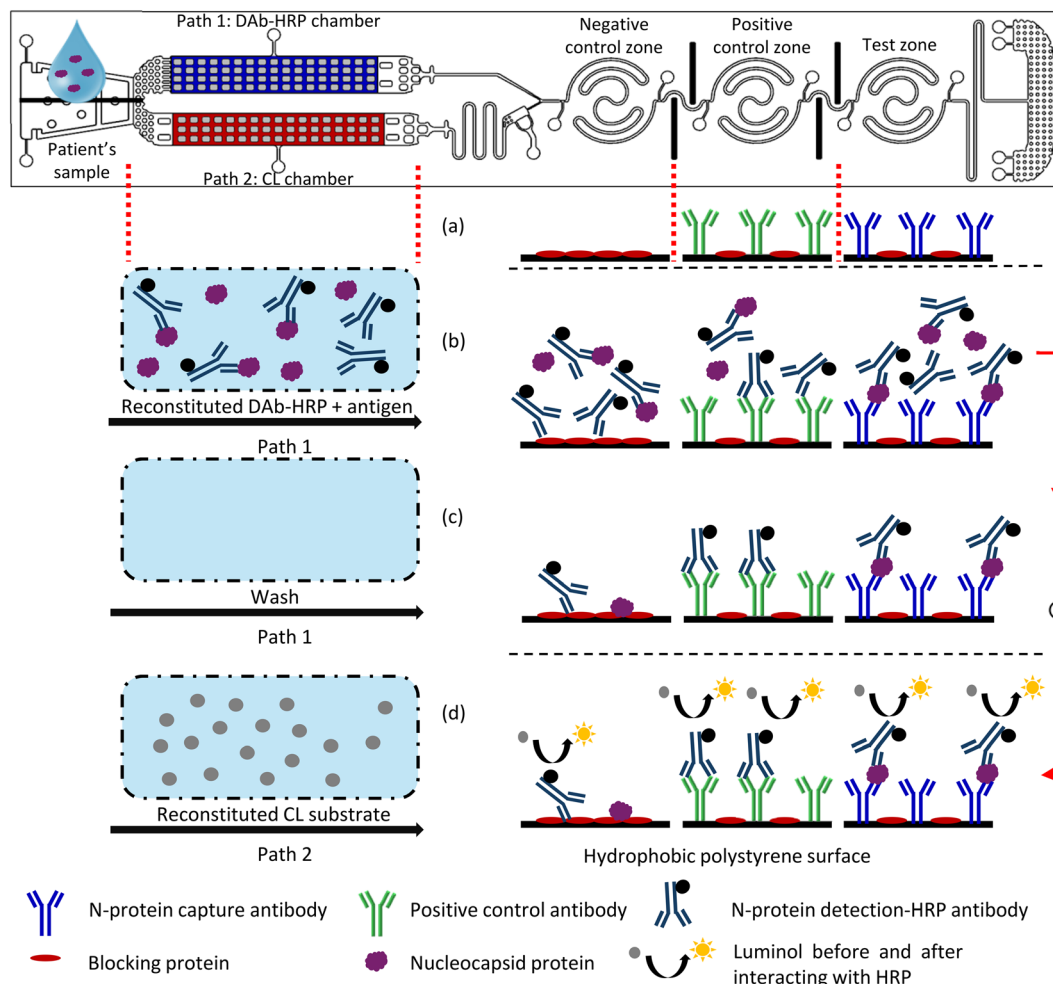 Path 1: DAb-HRP chamber
Negative
control zone
Positive
control zone
Test zone
Patient's
sample
Path 2: CL chamber
(a)
(b)
Reconstituted DAb-HRP + antigen
Path 1
(c)
Wash
Path 1
(d)
Reconstituted CL substrate
Path 2
Hydrophobic polystyrene surface
N-protein capture antibody
Positive control antibody
N-protein detection-HRP antibody
Blocking protein
Nucleocapsid protein
Luminol before and after
interacting with HRP